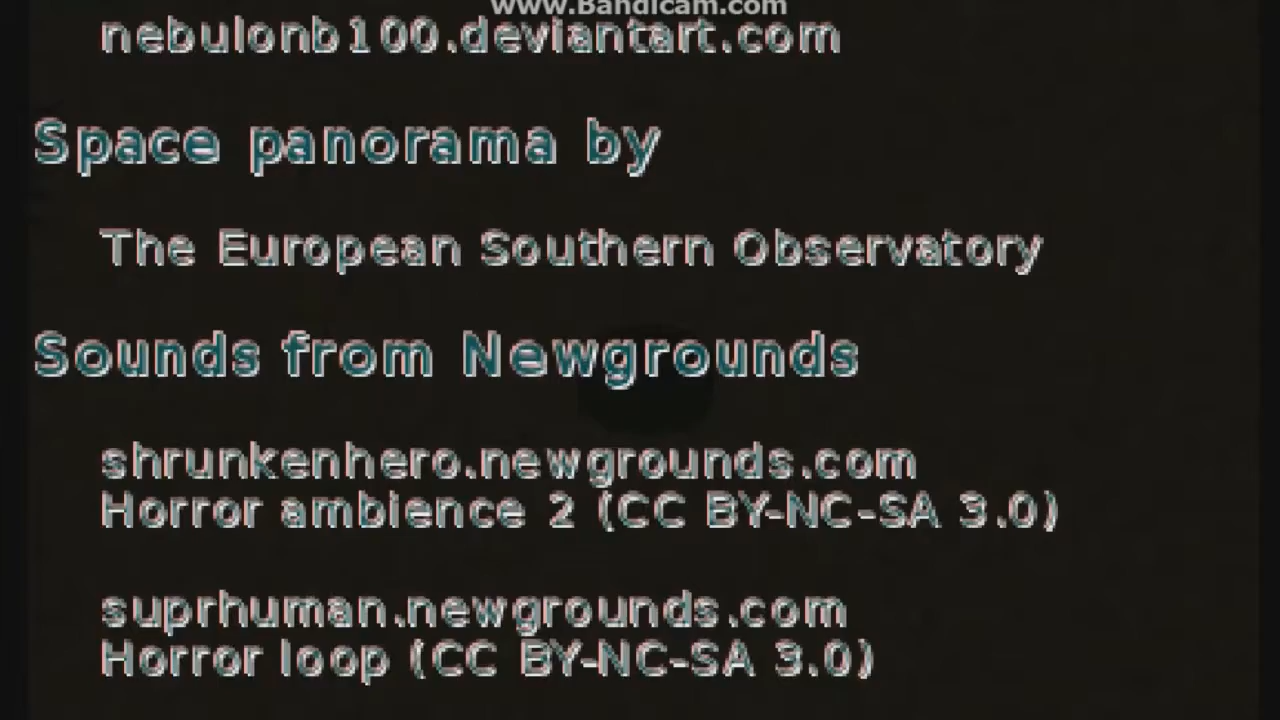 www.Bandicam.com
nebulonb100.deviantart.com
Space panorama by
The European Southern Observatory
Sounds from Newgrounds
shrunkenhero.newgrounds.com
Horror ambience 2 (CC BY-NC-SA 3.0)
suprhuman.newgrounds.com
Horror loop (CC BY-NC-SA 3.0)